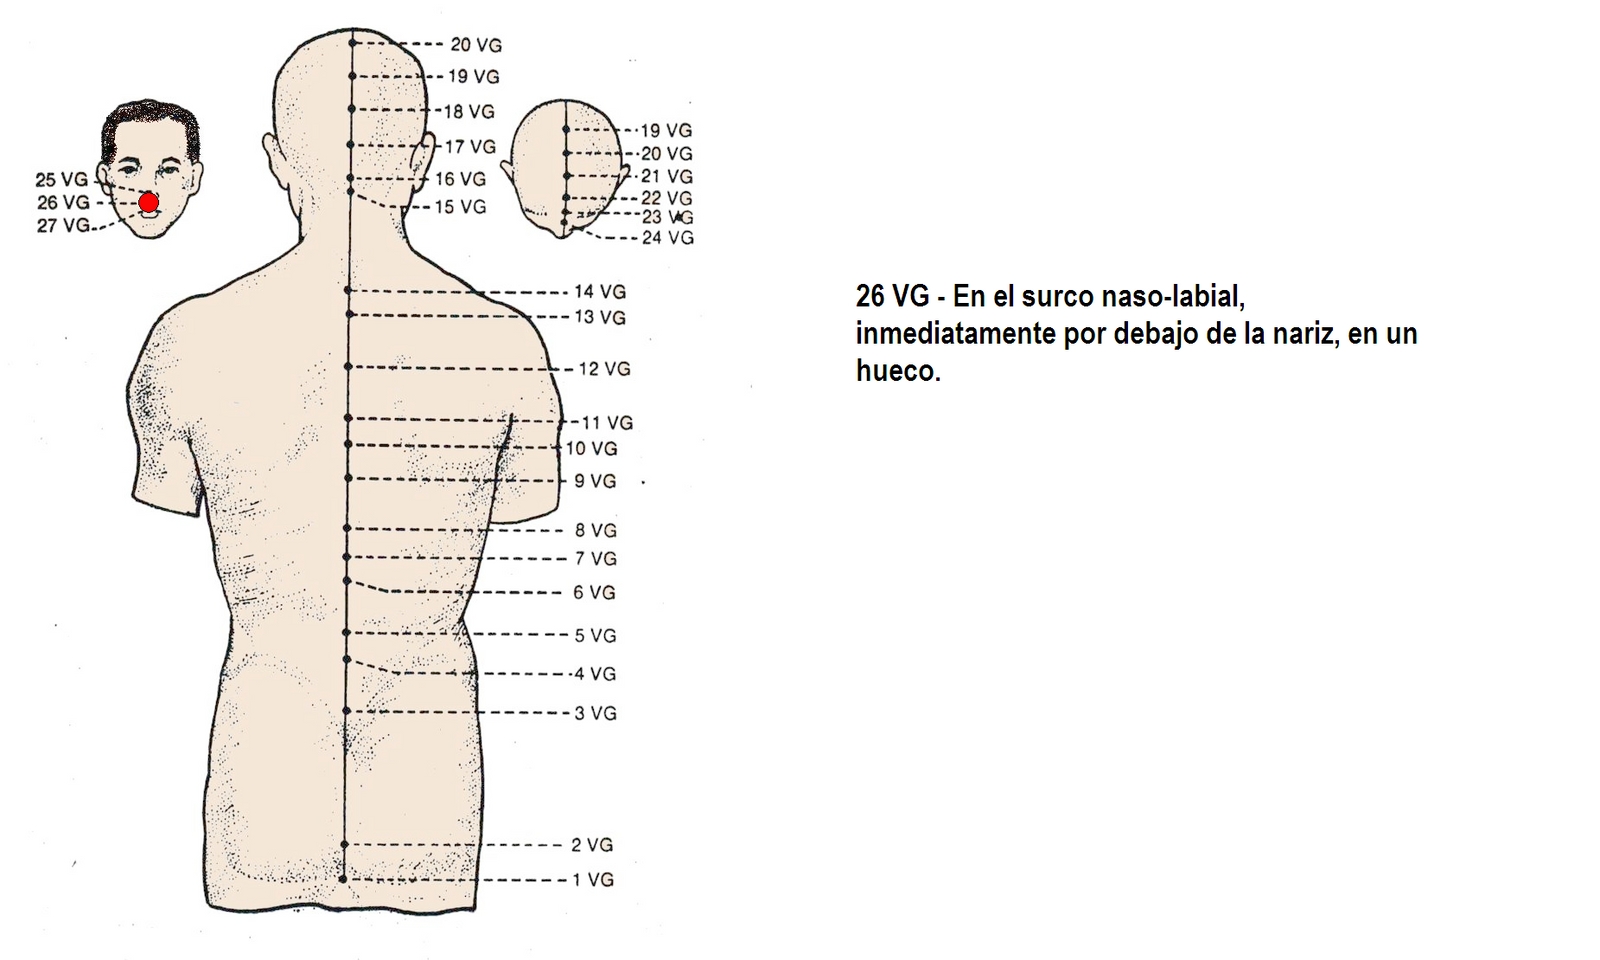 20 VG
19 VG
18 VG
17 VG
16 VG
15 VG
25 VG
26 VG
27 VG
19 VG
20 VG
21 VG
22 VG
23 VG
24 VG
14 VG
13 VG
12 VG
11 VG
10 VG
9 VG
8 VG
7 VG
6 VG
5 VG
4 VG
3 VG
2 VG
1 VG
26 VG - En el surco naso-labial,
inmediatamente por debajo de la nariz, en un
hueco.